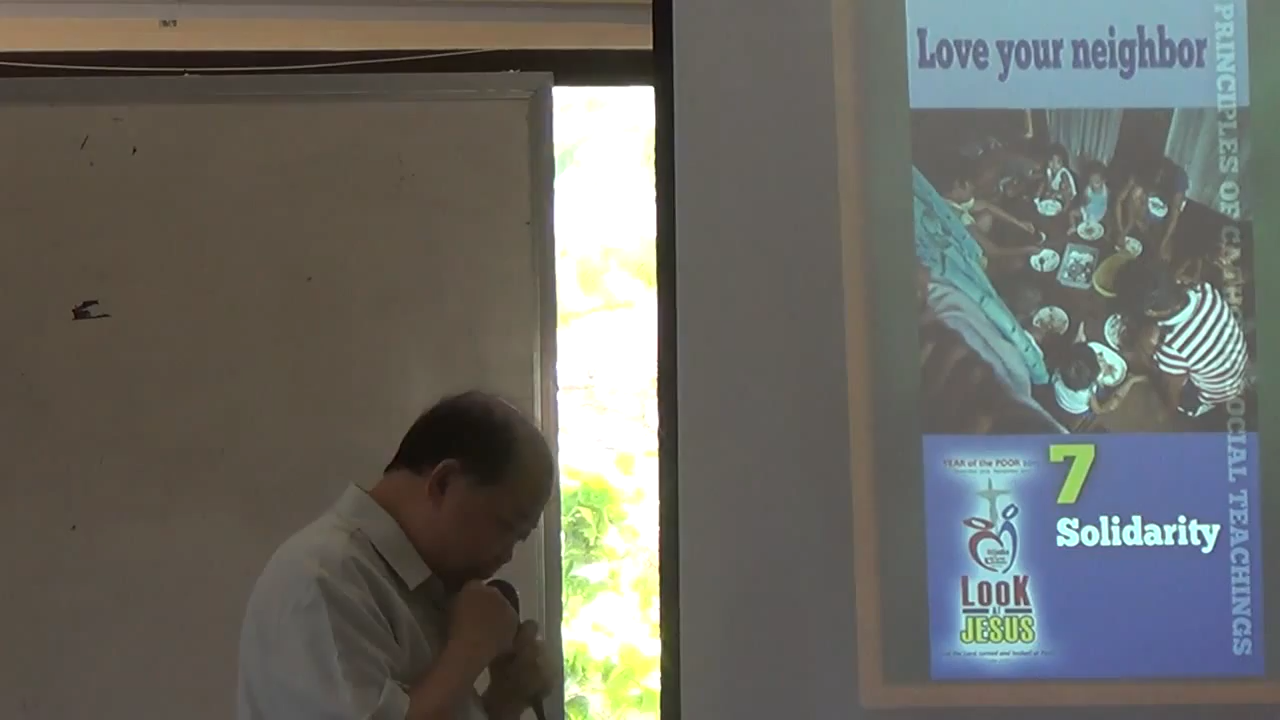 Love your neighbor
PRINCIPLES OF CATHOLIC SOCIAL TEACHINGS
YEAR of the POOR
7
Solidarity
LOOK
AT
JESUS